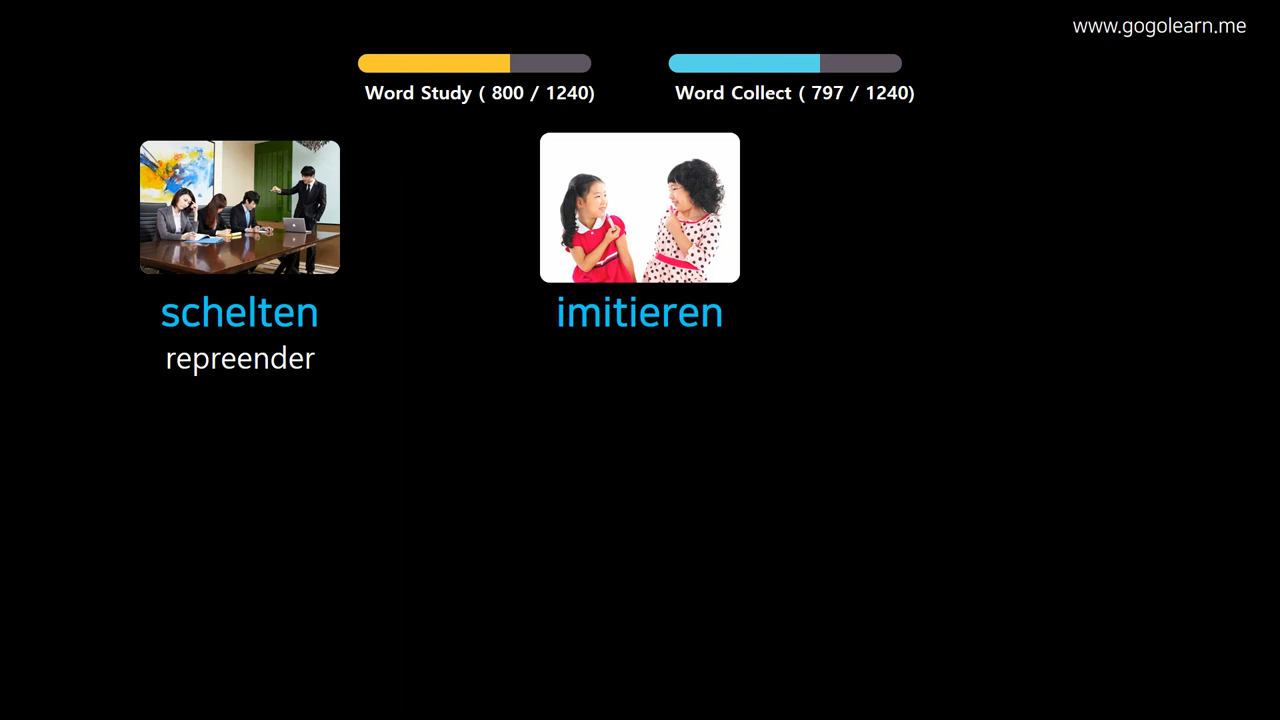 www.gogolearn.me
Word Study ( 800 / 1240)
Word Collect ( 797 / 1240)
schelten
repreender
imitieren